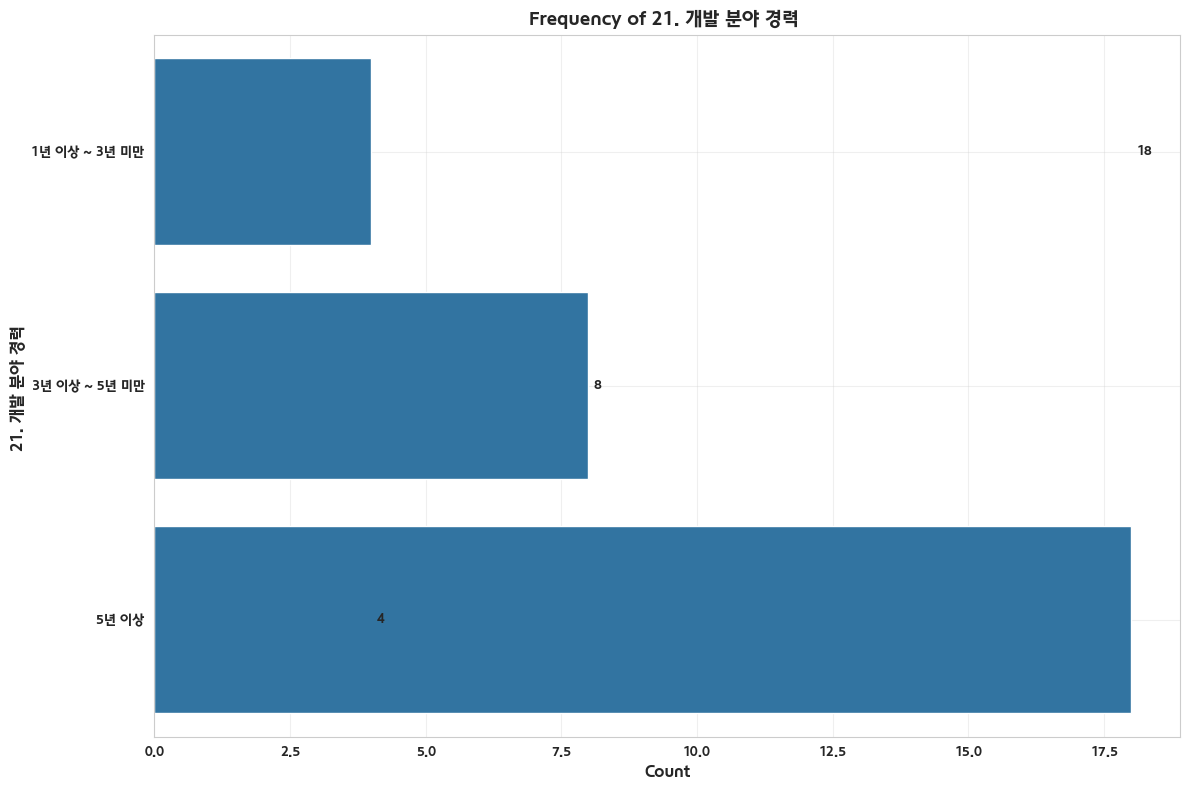 Frequency of 21. 개발 분야 경력
21. 개발 분야 경력
1년 이상 ~ 3년 미만
18
3년 이상 ~ 5년 미만
8
5년 이상
4
0.0 2.5 5.0 7.5 10.0 12.5 15.0 17.5
Count